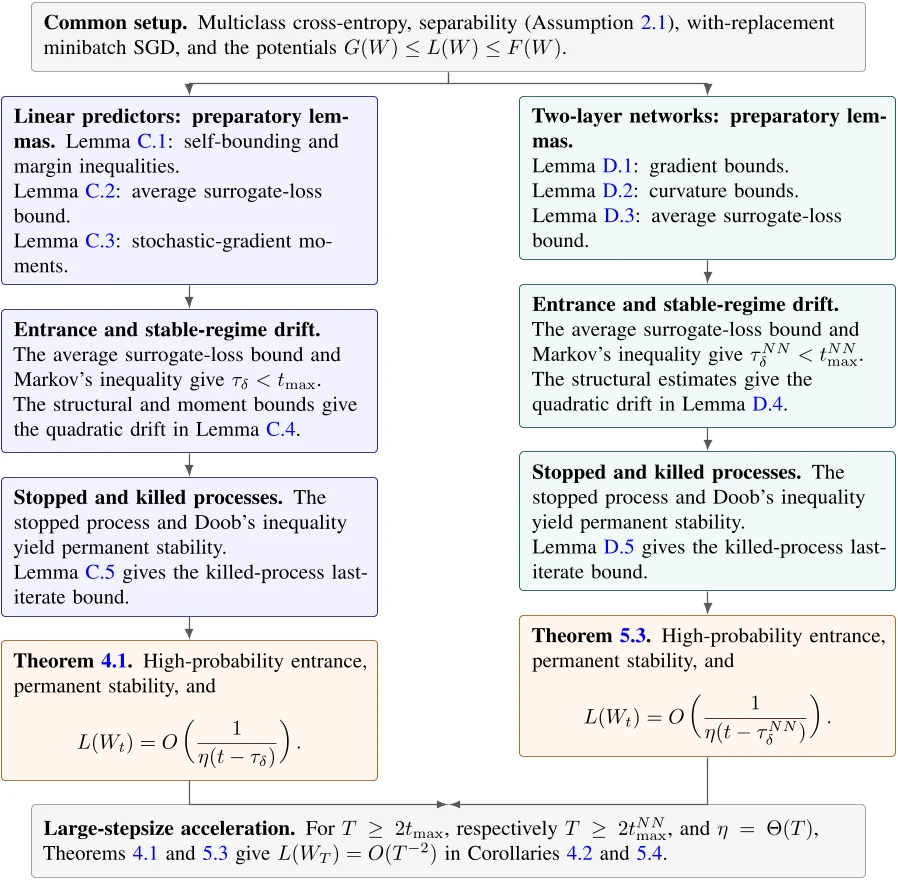 Common setup. Multiclass cross-entropy, separability (Assumption 2.1), with-replacement
minibatch SGD, and the potentials G(W) ≤ L(W) ≤ F(W).
Linear predictors: preparatory lem-
mas. Lemma C.1: self-bounding and
margin inequalities.
Lemma C.2: average surrogate-loss
bound.
Lemma C.3: stochastic-gradient mo-
ments.
Entrance and stable-regime drift.
The average surrogate-loss bound and
Markov's inequality give τ_δ < t_max.
The structural and moment bounds give
the quadratic drift in Lemma C.4.
Stopped and killed processes. The
stopped process and Doob's inequality
yield permanent stability.
Lemma C.5 gives the killed-process last-
iterate bound.
Theorem 4.1. High-probability entrance,
permanent stability, and
L(W_t) = O(1/(η(t − τ_δ))).
Two-layer networks: preparatory lem-
mas.
Lemma D.1: gradient bounds.
Lemma D.2: curvature bounds.
Lemma D.3: average surrogate-loss
bound.
Entrance and stable-regime drift.
The average surrogate-loss bound and
Markov's inequality give τ_δ^{NN} < t_max^{NN}.
The structural estimates give the
quadratic drift in Lemma D.4.
Stopped and killed processes. The
stopped process and Doob's inequality
yield permanent stability.
Lemma D.5 gives the killed-process last-
iterate bound.
Theorem 5.3. High-probability entrance,
permanent stability, and
L(W_t) = O(1/(η(t − τ_δ^{NN}))).
Large-stepsize acceleration. For T ≥ 2t_max, respectively T ≥ 2t_max^{NN}, and η = Θ(T),
Theorems 4.1 and 5.3 give L(W_T) = O(T^{−2}) in Corollaries 4.2 and 5.4.